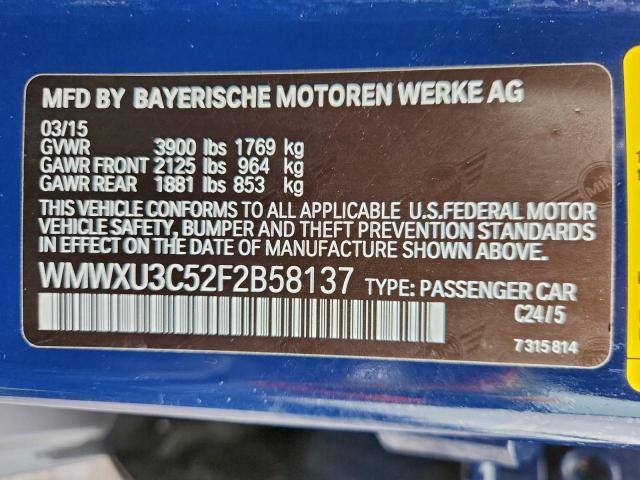 MFD BY BAYERISCHE MOTOREN WERKE AG
03/15
GVWR 3900 lbs 1769 kg
GAWR FRONT 2125 lbs 964 kg
GAWR REAR 1881 lbs 853 kg
THIS VEHICLE CONFORMS TO ALL APPLICABLE U.S.FEDERAL MOTOR
VEHICLE SAFETY, BUMPER AND THEFT PREVENTION STANDARDS
IN EFFECT ON THE DATE OF MANUFACTURE SHOWN ABOVE.
WMWXU3C52F2B58137 TYPE: PASSENGER CAR
C24/5
7315814